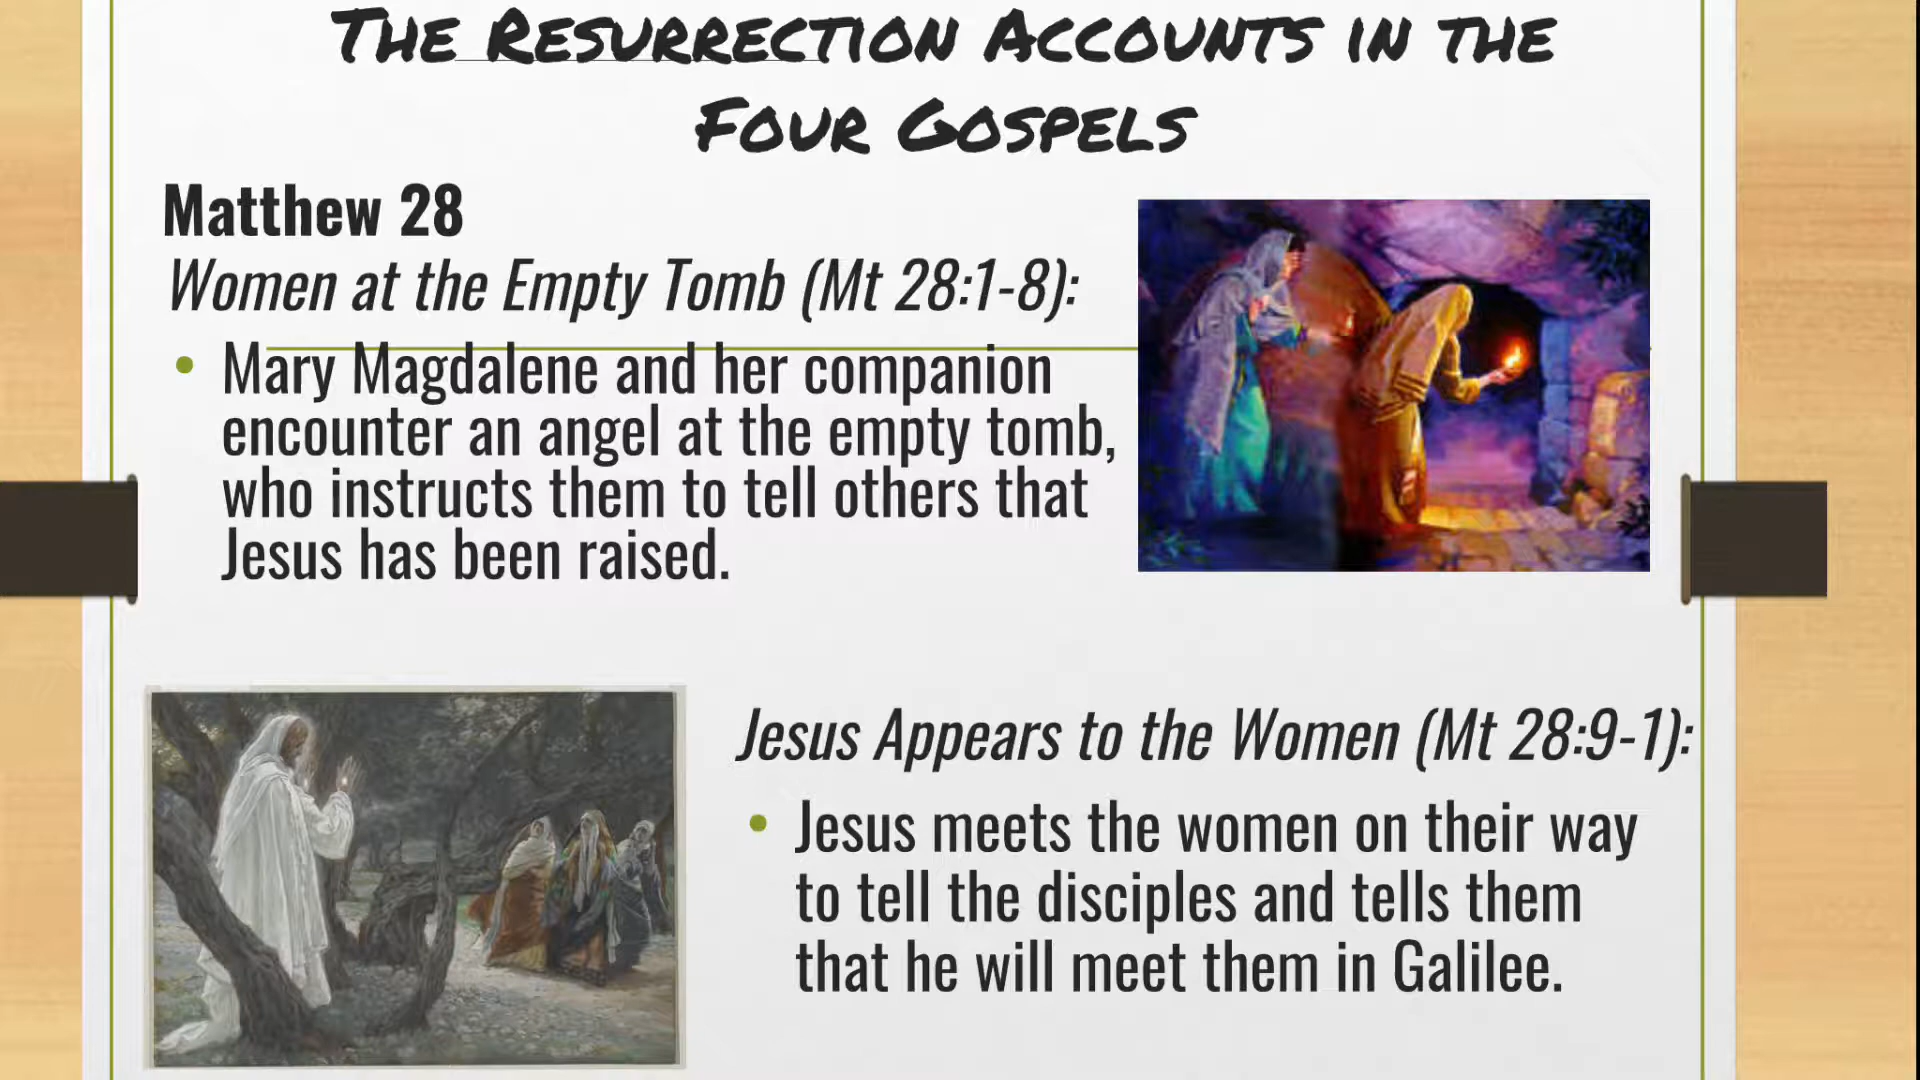 The Resurrection Accounts in the
Four Gospels
Matthew 28
Women at the Empty Tomb (Mt 28:1-8):
• Mary Magdalene and her companion
encounter an angel at the empty tomb,
who instructs them to tell others that
Jesus has been raised.
Jesus Appears to the Women (Mt 28:9-1):
• Jesus meets the women on their way
to tell the disciples and tells them
that he will meet them in Galilee.